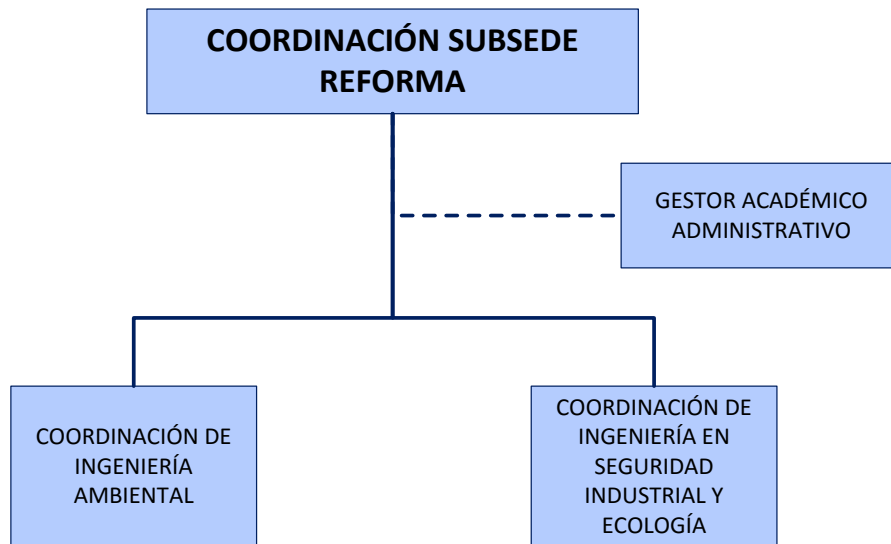 COORDINACIÓN SUBSEDE
REFORMA
GESTOR ACADÉMICO
ADMINISTRATIVO
COORDINACIÓN DE
INGENIERÍA
AMBIENTAL
COORDINACIÓN DE
INGENIERÍA EN
SEGURIDAD
INDUSTRIAL Y
ECOLOGÍA